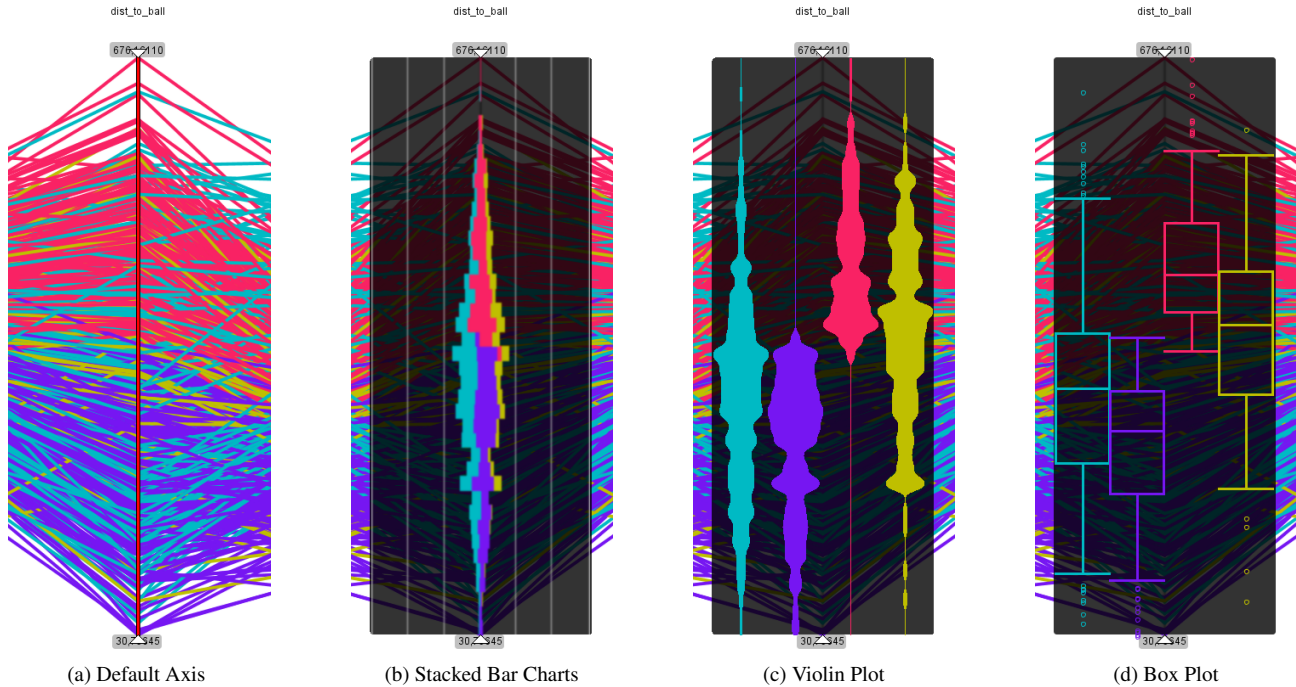 dist_to_ball
dist_to_ball
dist_to_ball
dist_to_ball
(a) Default Axis
(b) Stacked Bar Charts
(c) Violin Plot
(d) Box Plot